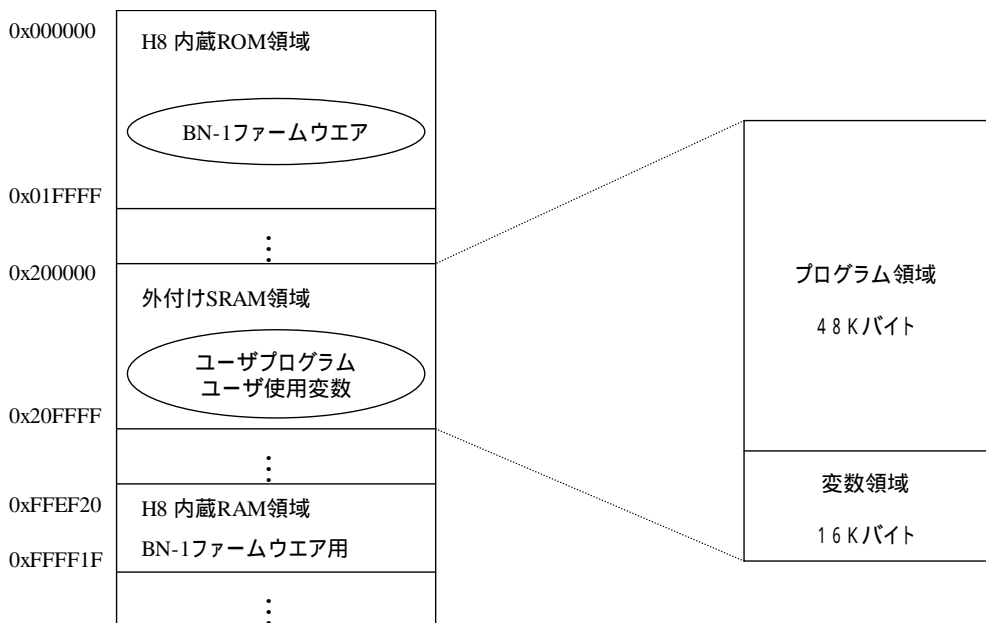 0x000000
H8 内蔵ROM領域
BN-1ファームウエア
0x01FFFF
0x200000
外付けSRAM領域
ユーザプログラム
ユーザ使用変数
0x20FFFF
0xFFEF20
H8 内蔵RAM領域
BN-1ファームウエア用
0xFFFF1F
プログラム領域
48Kバイト
変数領域
16Kバイト